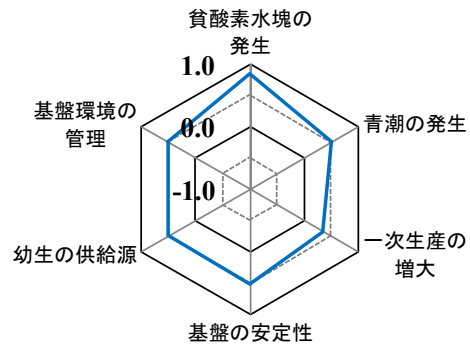 貧酸素水塊の
発生
1.0
基盤環境の
管理
0.0
青潮の発生
-1.0
幼生の供給源
一次生産の
増大
基盤の安定性